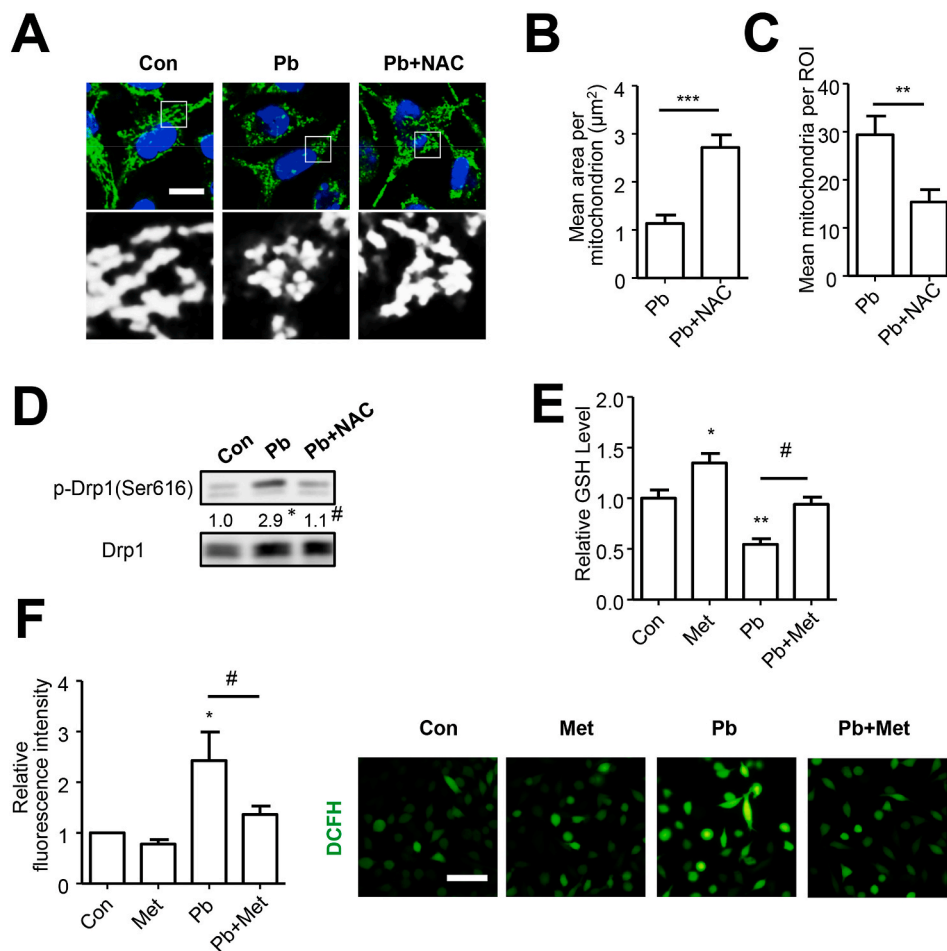 A
Con Pb Pb+NAC
B
Mean area per
mitochondrion (µm²)
4
3
2
1
0
***
Pb Pb+NAC
C
Mean mitochondria per ROI
40
30
20
10
0
**
Pb Pb+NAC
D
Con Pb Pb+NAC
p-Drp1(Ser616)
1.0 2.9 * 1.1 #
Drp1
E
Relative GSH Level
2.0
1.5
1.0
0.5
0.0
*
**
#
Con Met Pb Pb+Met
F
Relative
fluorescence intensity
4
3
2
1
0
*
#
Con Met Pb Pb+Met
Con Met Pb Pb+Met
DCFH